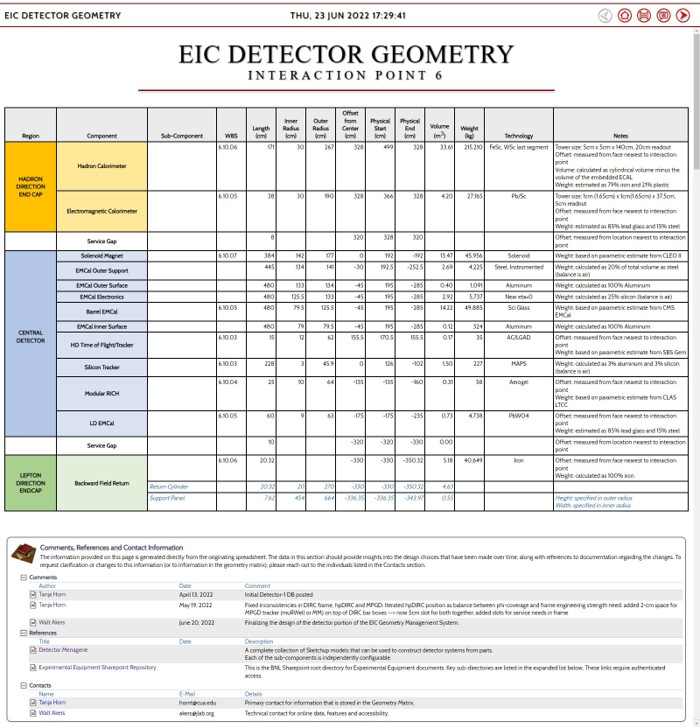 EIC DETECTOR GEOMETRY THU, 23 JUN 2022 17:29:41
EIC DETECTOR GEOMETRY
INTERACTION POINT 6
Region Component Sub-Component WBS Length (cm) Inner Radius (cm) Outer Radius (cm) Offset from Center (cm) Physical Start (cm) Physical End (cm) Volume (m³) Weight (kg) Technology Notes
HADRON DIRECTION END CAP
Hadron Calorimeter 6.10.06 171 30 267 328 499 328 33.61 215,210 FeSc, WSc last segment Tower size: 5cm x 5cm x 140cm, 20cm readout
Offset: measured from face nearest to interaction point
Volume: calculated as cylindrical volume minus the volume of the embedded ECAL
Weight: estimated as 79% iron and 21% plastic
Electromagnetic Calorimeter 6.10.05 38 30 190 328 366 328 4.20 27,165 Pb/Sc Tower size: 1cm (1.65cm) x 1cm(1.65cm) x 37.5cm, 5cm readout
Offset: measured from face nearest to interaction point
Weight: estimated as 85% lead glass and 15% steel
Service Gap 8 320 328 320 Offset: measured from location nearest to interaction point
CENTRAL DETECTOR
Solenoid Magnet 6.10.07 384 142 177 0 192 -192 13.47 45,956 Solenoid Weight: based on parametric estimate from CLEO II
EMCal Outer Support 445 134 141 -30 192.5 -252.5 2.69 4,225 Steel, Instrumented Weight: calculated as 20% of total volume as steel (balance is air)
EMCal Outer Surface 480 133 134 -45 195 -285 0.40 1,091 Aluminum Weight: calculated as 100% Aluminum
EMCal Electronics 480 125.5 133 -45 195 -285 2.92 5,737 Near eta=0 Weight: calculated as 25% silicon (balance is air)
Barrel EMCal 6.10.05 480 79.5 125.5 -45 195 -285 14.22 49,885 Sci Glass Weight: based on parametric estimate from CMS EMCal
EMCal Inner Surface 480 79 79.5 -45 195 -285 0.12 324 Aluminum Weight: calculated as 100% Aluminum
HD Time of Flight/Tracker 6.10.03 15 12 62 155.5 170.5 155.5 0.17 35 AC/LGAD Offset: measured from face nearest to interaction point
Weight: based on parametric estimate from SBS Gem
Silicon Tracker 6.10.03 228 3 45.9 0 126 -102 1.50 227 MAPS Weight: calculated as 3% aluminum and 3% silicon (balance is air)
Modular RICH 6.10.04 25 10 64 -135 -135 -160 0.31 58 Aerogel Offset: measured from face nearest to interaction point
Weight: based on parametric estimate from CLAS LTCC
LD EMCal 6.10.05 60 9 63 -175 -175 -235 0.73 4,738 PbWO4 Offset: measured from face nearest to interaction point
Weight: estimated as 85% lead glass and 15% steel
Service Gap 10 -320 -320 -330 0.00 Offset: measured from location nearest to interaction point
LEPTON DIRECTION ENDCAP
Backward Field Return 6.10.06 20.32 -330 -330 -350.32 5.18 40,649 Iron Offset: measured from face nearest to interaction point
Weight: calculated as 100% iron.
Return Cylinder 20.32 20 270 -330 -330 -350.32 4.63
Support Panel 7.62 454 664 -336.35 -336.35 -343.97 0.55 Height specified in outer radius
Width specified in inner radius
Comments, References and Contact Information
The information provided on this page is generated directly from the originating spreadsheet. The data in this section should provide insights into the design choices that have been made over time, along with references to documentation regarding the changes. To
request clarification or changes to this information (or to information in the geometry matrix), please reach out to the individuals listed in the Contacts section.
Comments
Author Date Comment
Tanja Horn April 13, 2022 Initial Detector-1 DB posted
Tanja Horn May 19, 2022 Fixed inconsistencies in DIRC frame, hpDIRC and MPGD. Iterated hpDIRC position as balance between phi-coverage and frame engineering strength need; added 2-cm space for
MPGD tracker (muRWell or MM) on top of DIRC bar boxes --> now 5cm slot for both together; added slots for service needs in frame
Walt Akers June 20, 2022 Finalizing the design of the detector portion of the EIC Geometry Management System.
References
Title Date Description
Detector Menagerie A complete collection of Sketchup models that can be used to construct detector systems from parts.
Each of the sub-components is independently configurable.
Experimental Equipment Sharepoint Repository This is the BNL Sharepoint root directory for Experimental Equipment documents. Key sub-directories are listed in the expanded list below. These links require authenticated
access.
Contacts
Name E-Mail Details
Tanja Horn hornt@cua.edu Primary contact for information that is stored in the Geometry Matrix.
Walt Akers akers@jlab.org Technical contact for online data, features and accessibility.